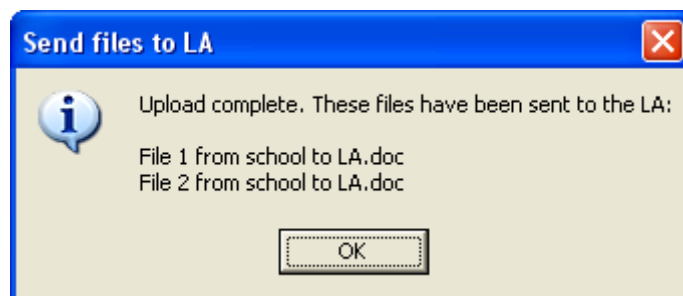 Send files to LA
Upload complete. These files have been sent to the LA:
File 1 from school to LA.doc
File 2 from school to LA.doc
OK